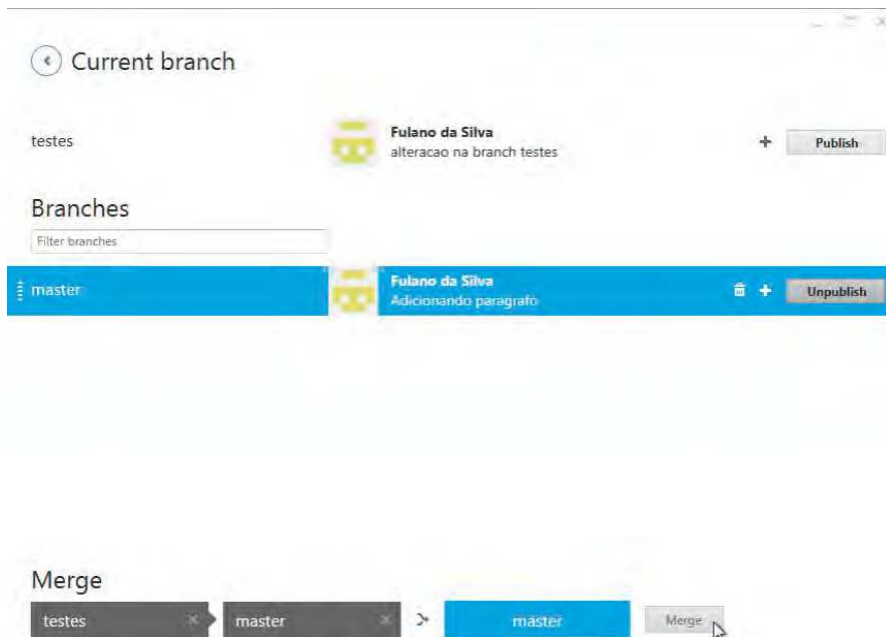 Current branch
testes
Fulano da Silva
alteracao na branch testes
Publish
Branches
Filter branches
master
Fulano da Silva
Adicionando paragrafo
Unpublish
Merge
testes
master
master
Merge